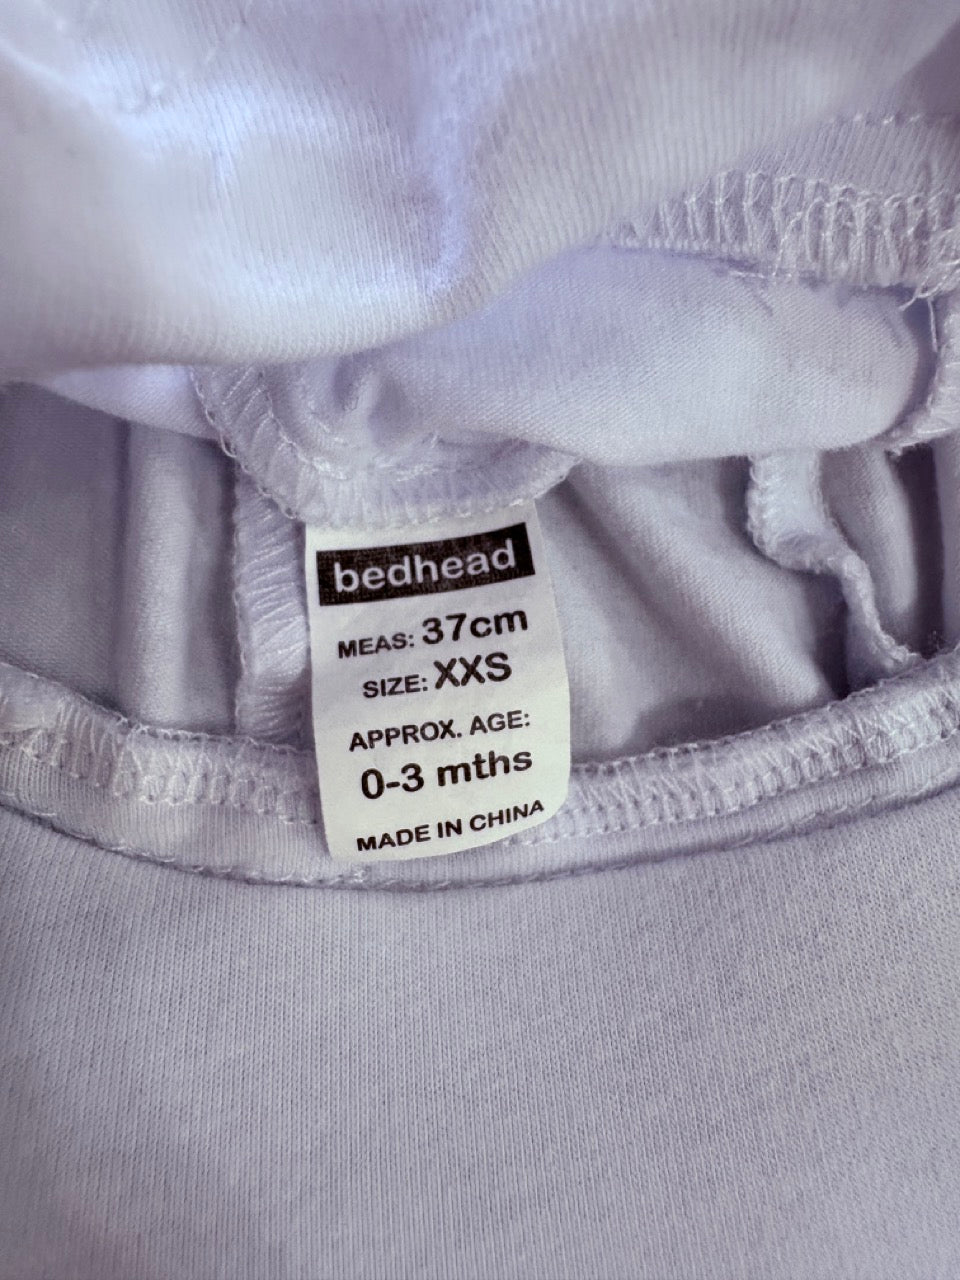 bedhead
MEAS: 37cm
SIZE: XXS
APPROX. AGE:
0-3 mths
MADE IN CHINA